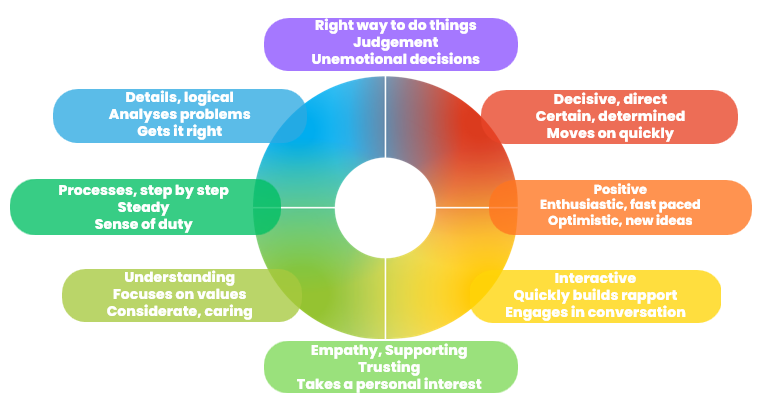 Right way to do things
Judgement
Unemotional decisions
Details, logical
Analyses problems
Gets it right
Decisive, direct
Certain, determined
Moves on quickly
Processes, step by step
Steady
Sense of duty
Positive
Enthusiastic, fast paced
Optimistic, new ideas
Understanding
Focuses on values
Considerate, caring
Interactive
Quickly builds rapport
Engages in conversation
Empathy, Supporting
Trusting
Takes a personal interest